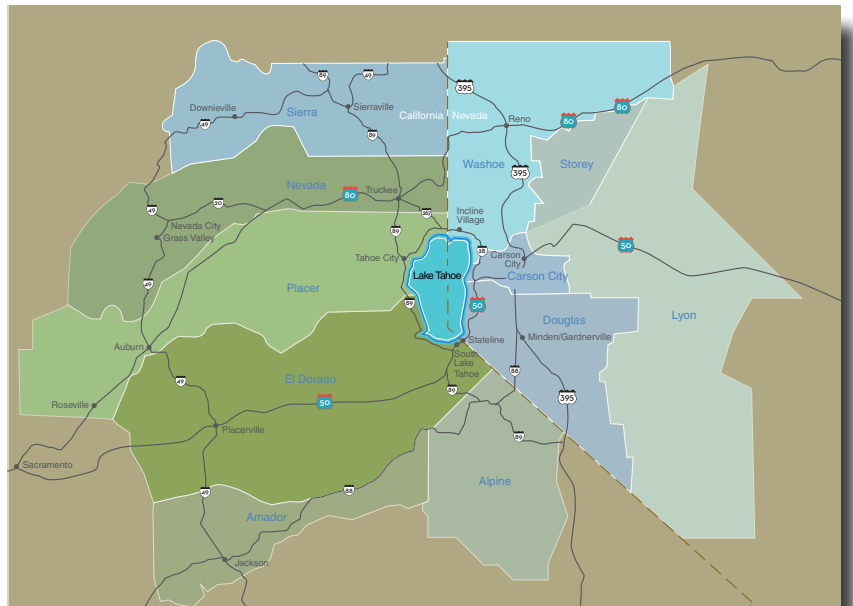 89
49
395
Downieville
Sierraville
Sierra
California
Nevada
Reno
80
80
49
89
Washoe
395
Storey
Nevada
Truckee
80
20
49
267
Incline
Village
Nevada City
Grass Valley
89
28
Tahoe City
Carson
City
50
Lake Tahoe
Carson City
49
Placer
89
50
Douglas
Lyon
Stateline
Minden/Gardnerville
Auburn
South
Lake
Tahoe
El Dorado
49
88
89
395
50
Roseville
Placerville
89
Sacramento
Alpine
49
88
Amador
Jackson